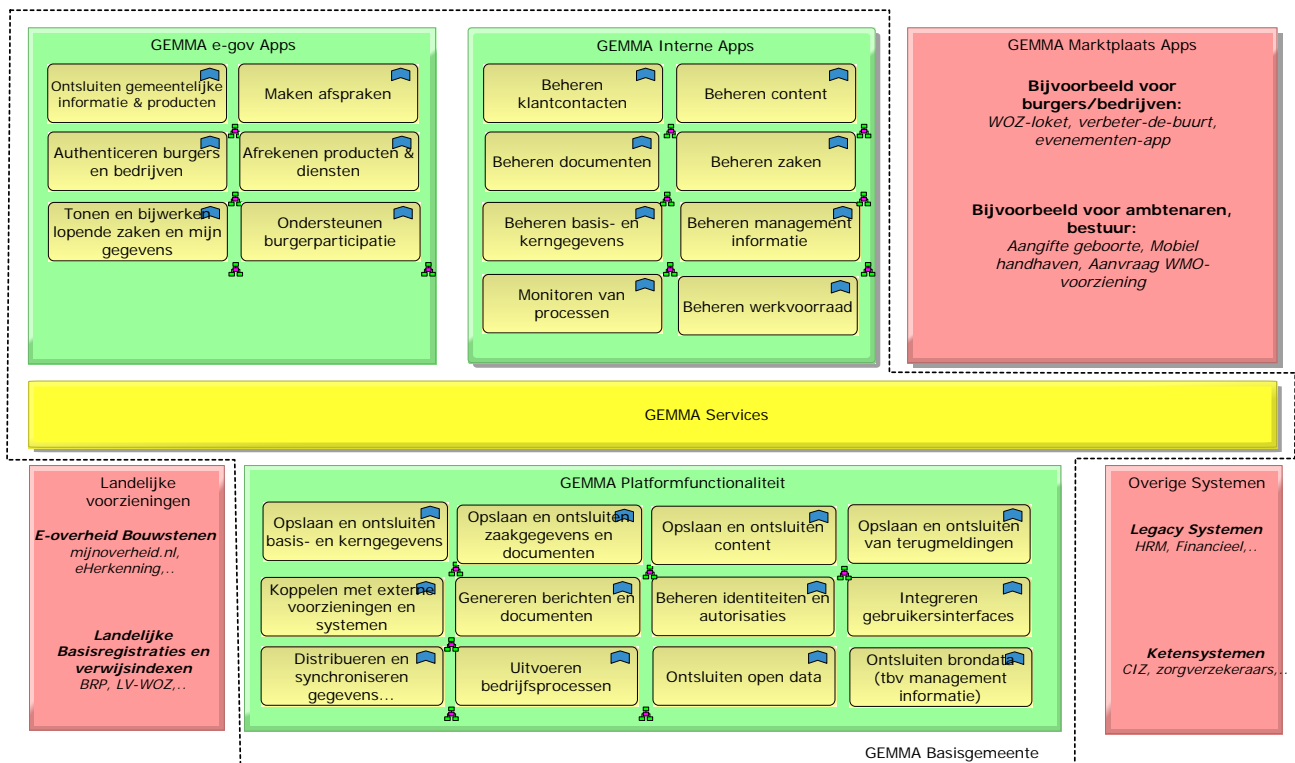 GEMMA e-gov Apps
Ontsluiten gemeentelijke
informatie & producten
Maken afspraken
Authenticeren burgers
en bedrijven
Afrekenen producten &
diensten
Tonen en bijwerken
lopende zaken en mijn
gegevens
Ondersteunen
burgerparticipatie
GEMMA Interne Apps
Beheren
klantcontacten
Beheren content
Beheren documenten
Beheren zaken
Beheren basis- en
kerngegevens
Beheren management
informatie
Monitoren van
processen
Beheren werkvoorraad
GEMMA Marktplaats Apps
Bijvoorbeeld voor
burgers/bedrijven:
WOZ-loket, verbeter-de-buurt,
evenementen-app
Bijvoorbeeld voor ambtenaren,
bestuur:
Aangifte geboorte, Mobiel
handhaven, Aanvraag WMO-
voorziening
GEMMA Services
Landelijke
voorzieningen
E-overheid Bouwstenen
mijnoverheid.nl,
eHerkenning,..
Landelijke
Basisregistraties en
verwijsindexen
BRP, LV-WOZ,..
GEMMA Platformfunctionaliteit
Opslaan en ontsluiten
basis- en kerngegevens
Opslaan en ontsluiten
zaakgegevens en
documenten
Opslaan en ontsluiten
content
Opslaan en ontsluiten
van terugmeldingen
Koppelen met externe
voorzieningen en
systemen
Genereren berichten en
documenten
Beheren identiteiten en
autorisaties
Integreren
gebruikersinterfaces
Distribueren en
synchroniseren
gegevens...
Uitvoeren
bedrijfsprocessen
Ontsluiten open data
Ontsluiten brondata
(tbv management
informatie)
Overige Systemen
Legacy Systemen
HRM, Financieel,..
Ketensystemen
CIZ, zorgverzekeraars,..
GEMMA Basisgemeente